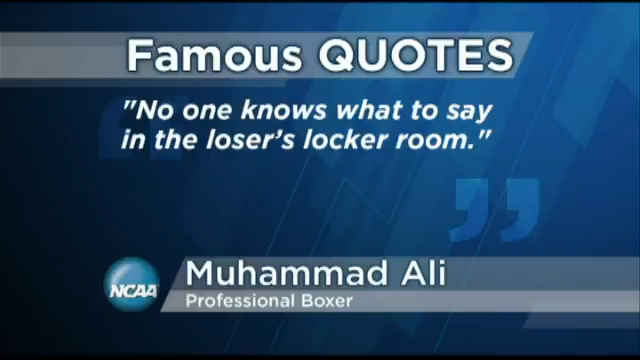 Famous QUOTES
"No one knows what to say
in the loser's locker room."
Muhammad Ali
NCAA
Professional Boxer